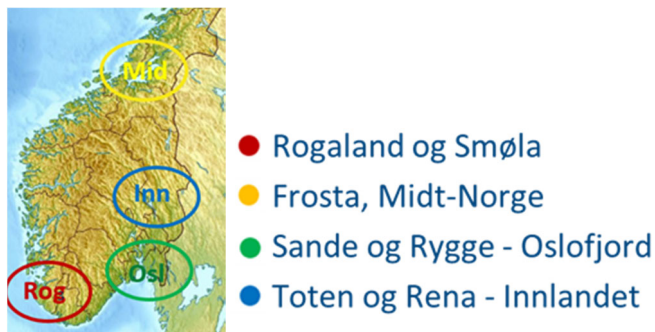 Mid
Inn
Osl
Rog
Rogaland og Smøla
Frosta, Midt-Norge
Sande og Rygge - Oslofjord
Toten og Rena - Innlandet